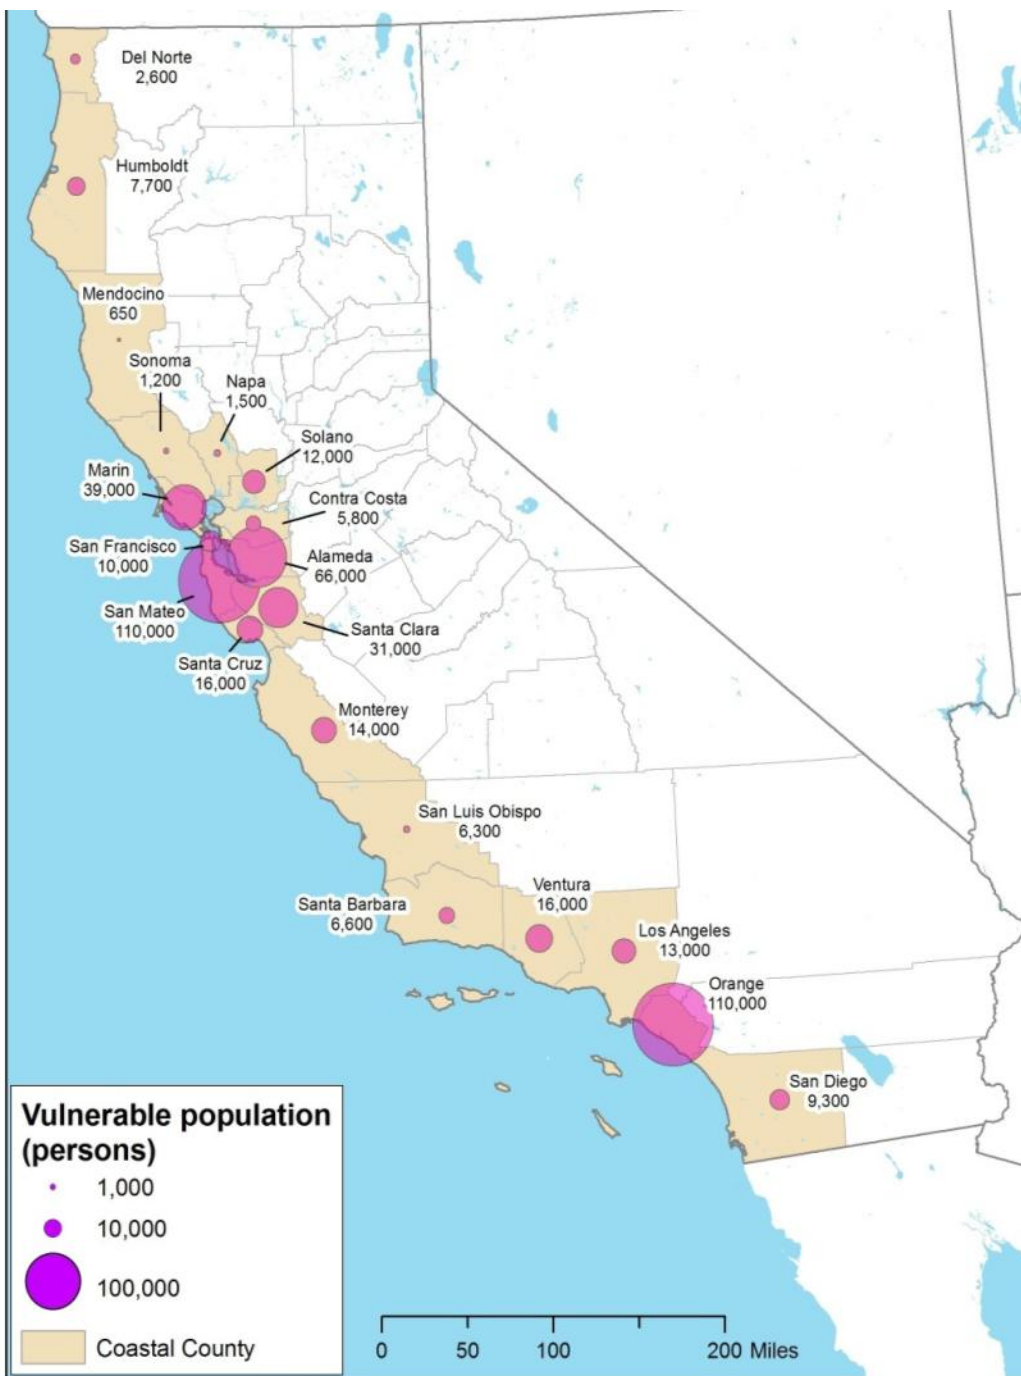 Del Norte
2,600
Humboldt
7,700
Mendocino
650
Sonoma
1,200
Napa
1,500
Solano
12,000
Marin
39,000
Contra Costa
5,800
San Francisco
10,000
Alameda
66,000
San Mateo
110,000
Santa Clara
31,000
Santa Cruz
16,000
Monterey
14,000
San Luis Obispo
6,300
Santa Barbara
6,600
Ventura
16,000
Los Angeles
13,000
Orange
110,000
San Diego
9,300
Vulnerable population
(persons)
1,000
10,000
100,000
Coastal County
0 50 100 200 Miles